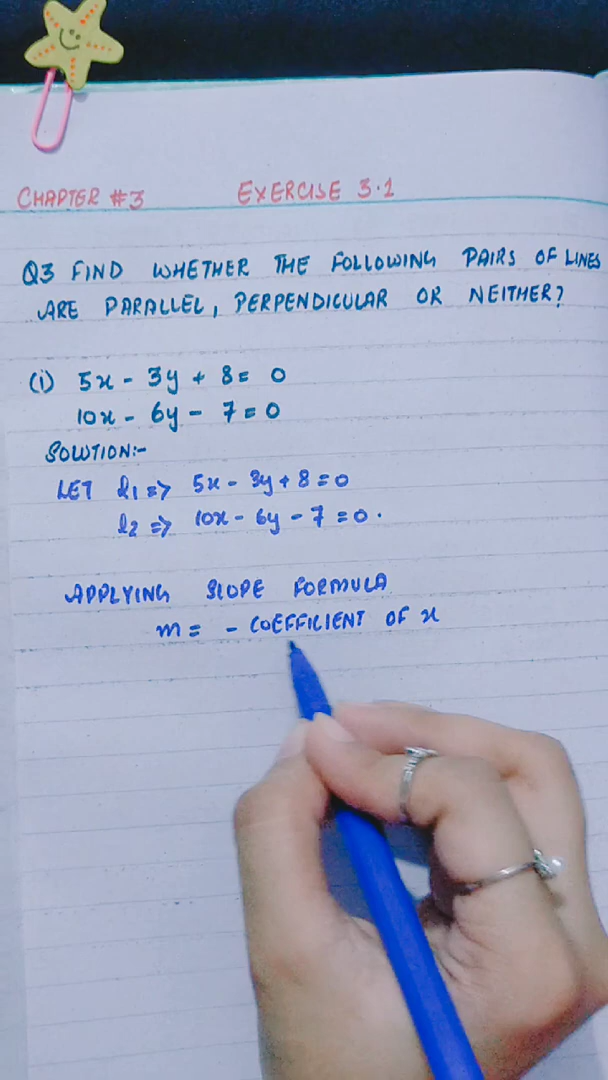 CHAPTER #3 EXERCISE 3.1
Q3 FIND WHETHER THE FOLLOWING PAIRS OF LINES
ARE PARALLEL, PERPENDICULAR OR NEITHER?
(i) 5x - 3y + 8 = 0
10x - 6y - 7 = 0
SOLUTION:-
LET l1 => 5x - 3y + 8 = 0
l2 => 10x - 6y - 7 = 0.
APPLYING SLOPE FORMULA
m = - COEFFICIENT OF x